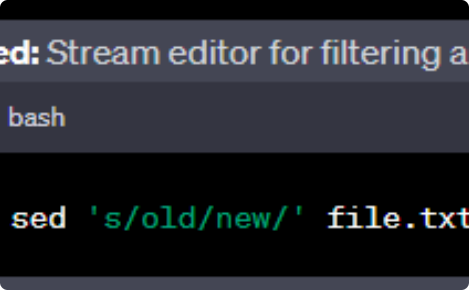 ed: Stream editor for filtering a
bash
sed 's/old/new/' file.txt